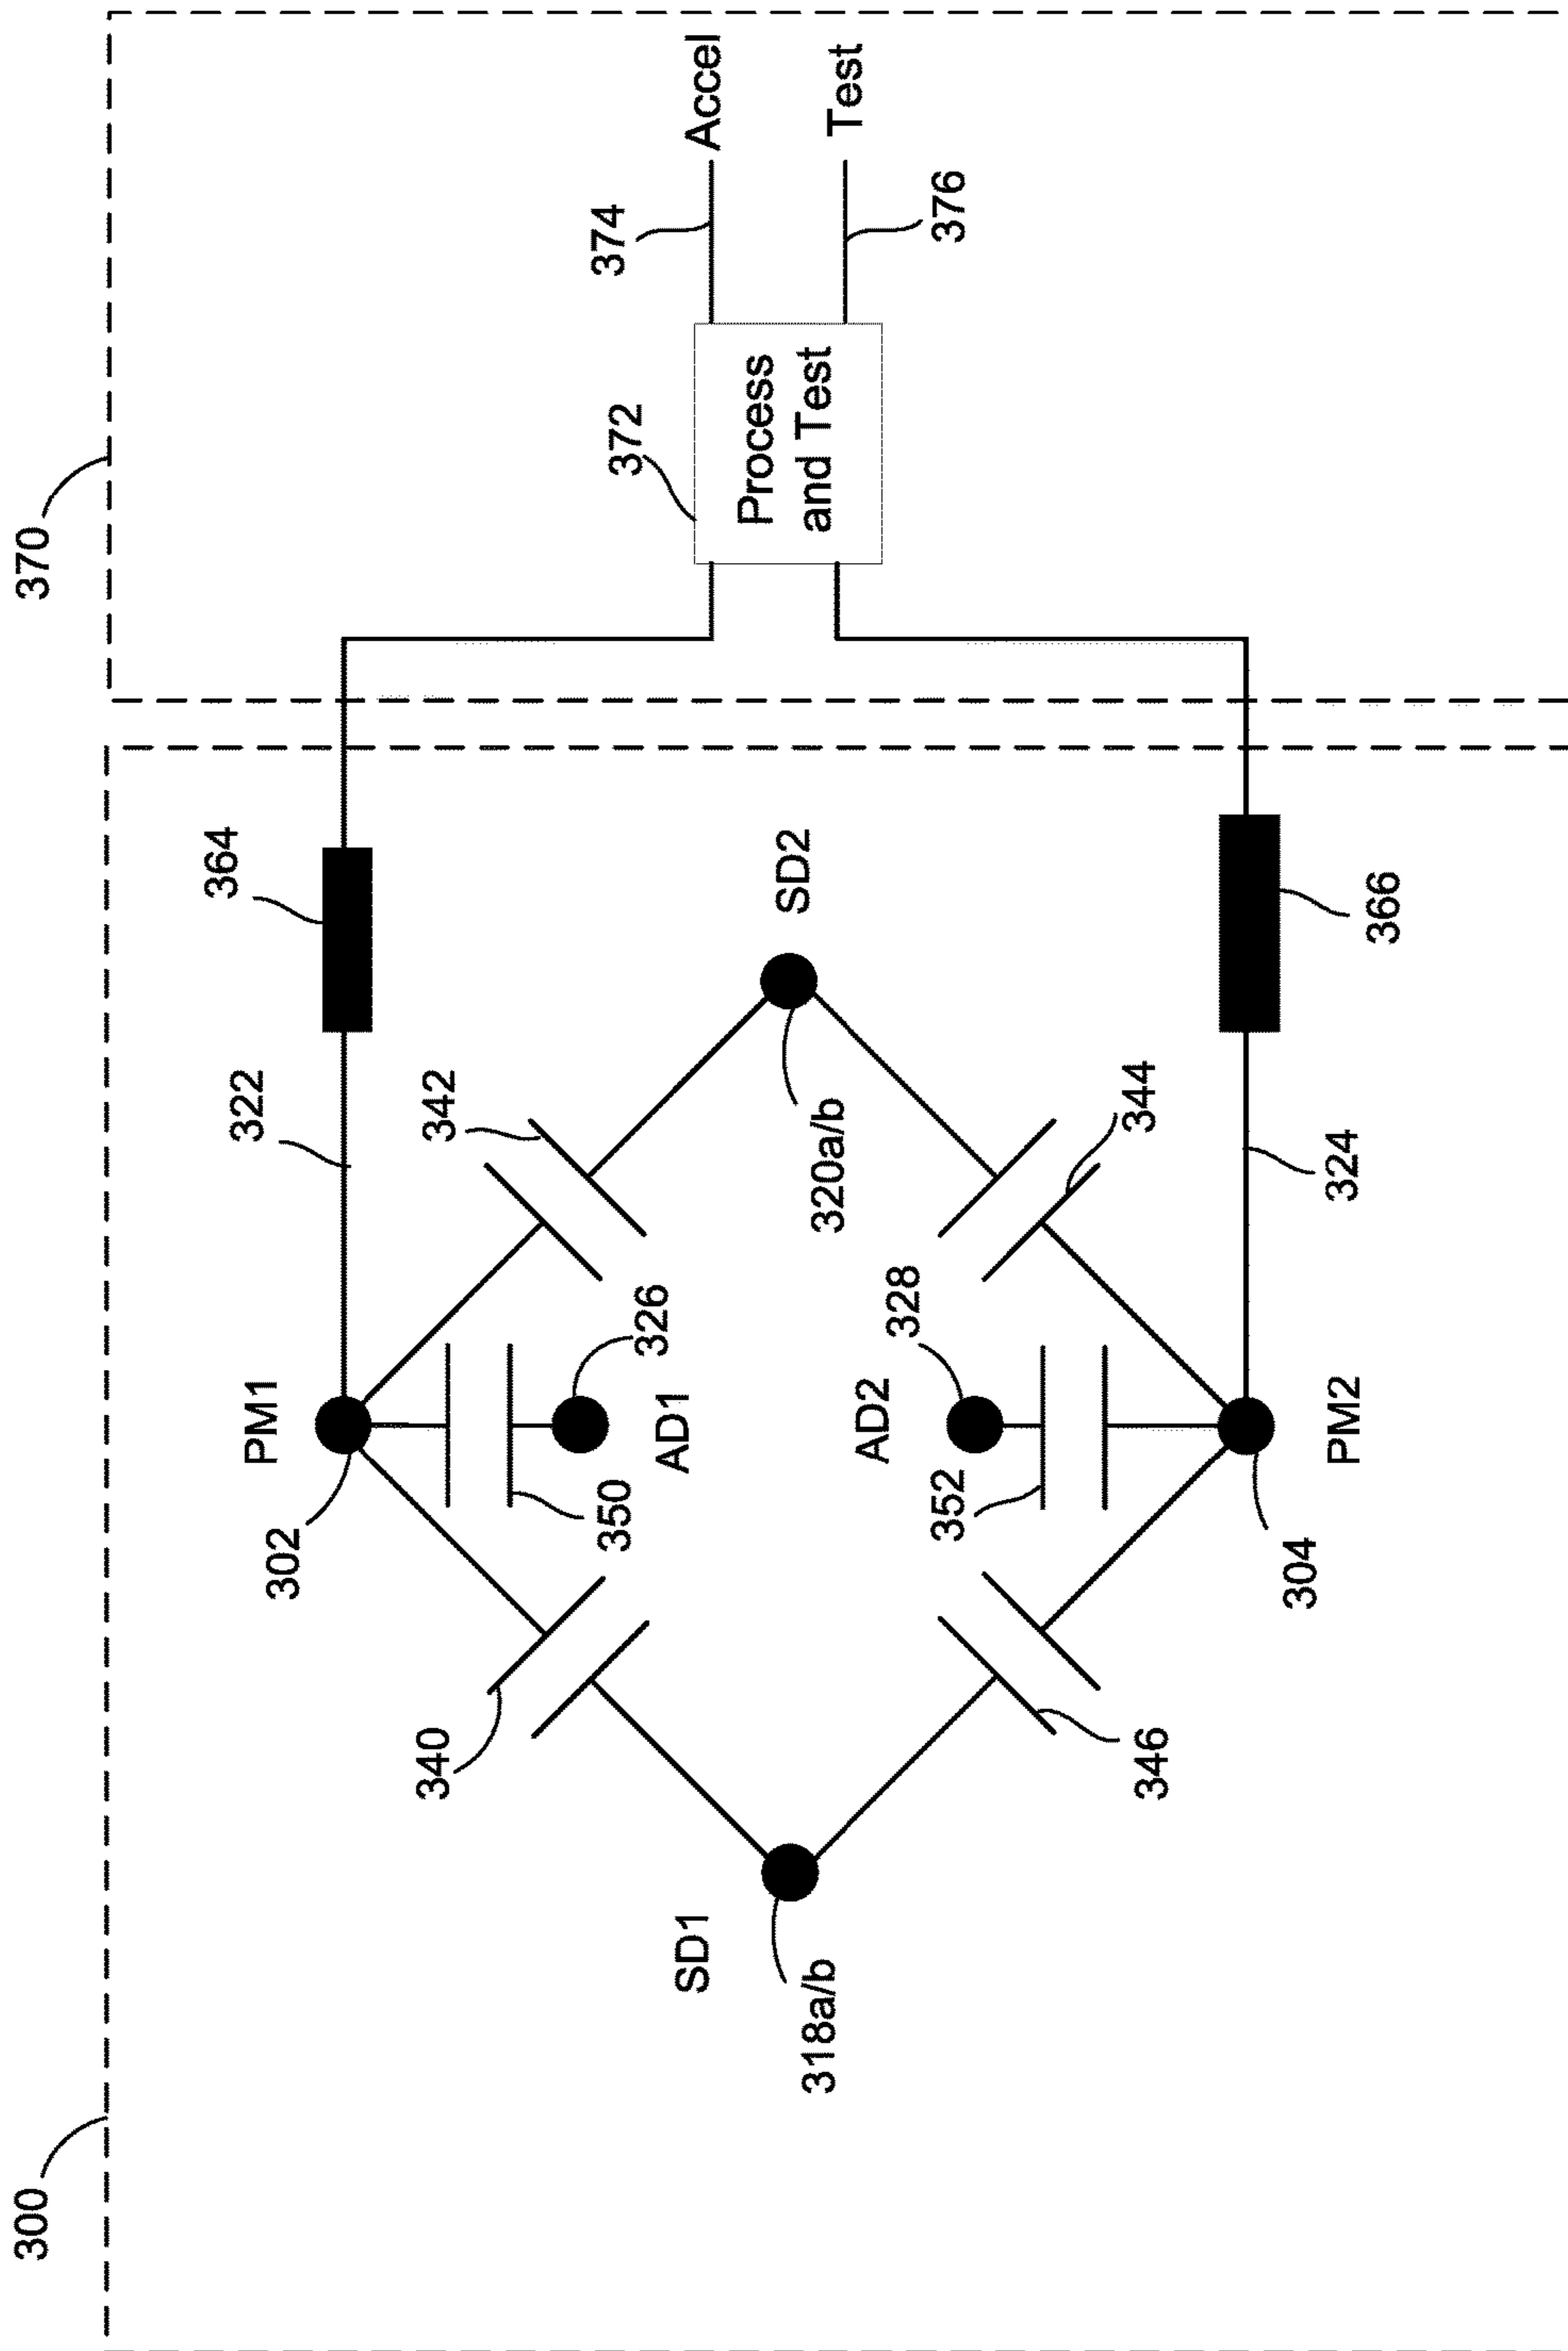 300
370
PM1
302
322
364
340
350
326
AD1
342
SD1
318a/b
SD2
320a/b
372
Process
and Test
374
Accel
376
Test
AD2
328
352
346
344
PM2
304
324
366